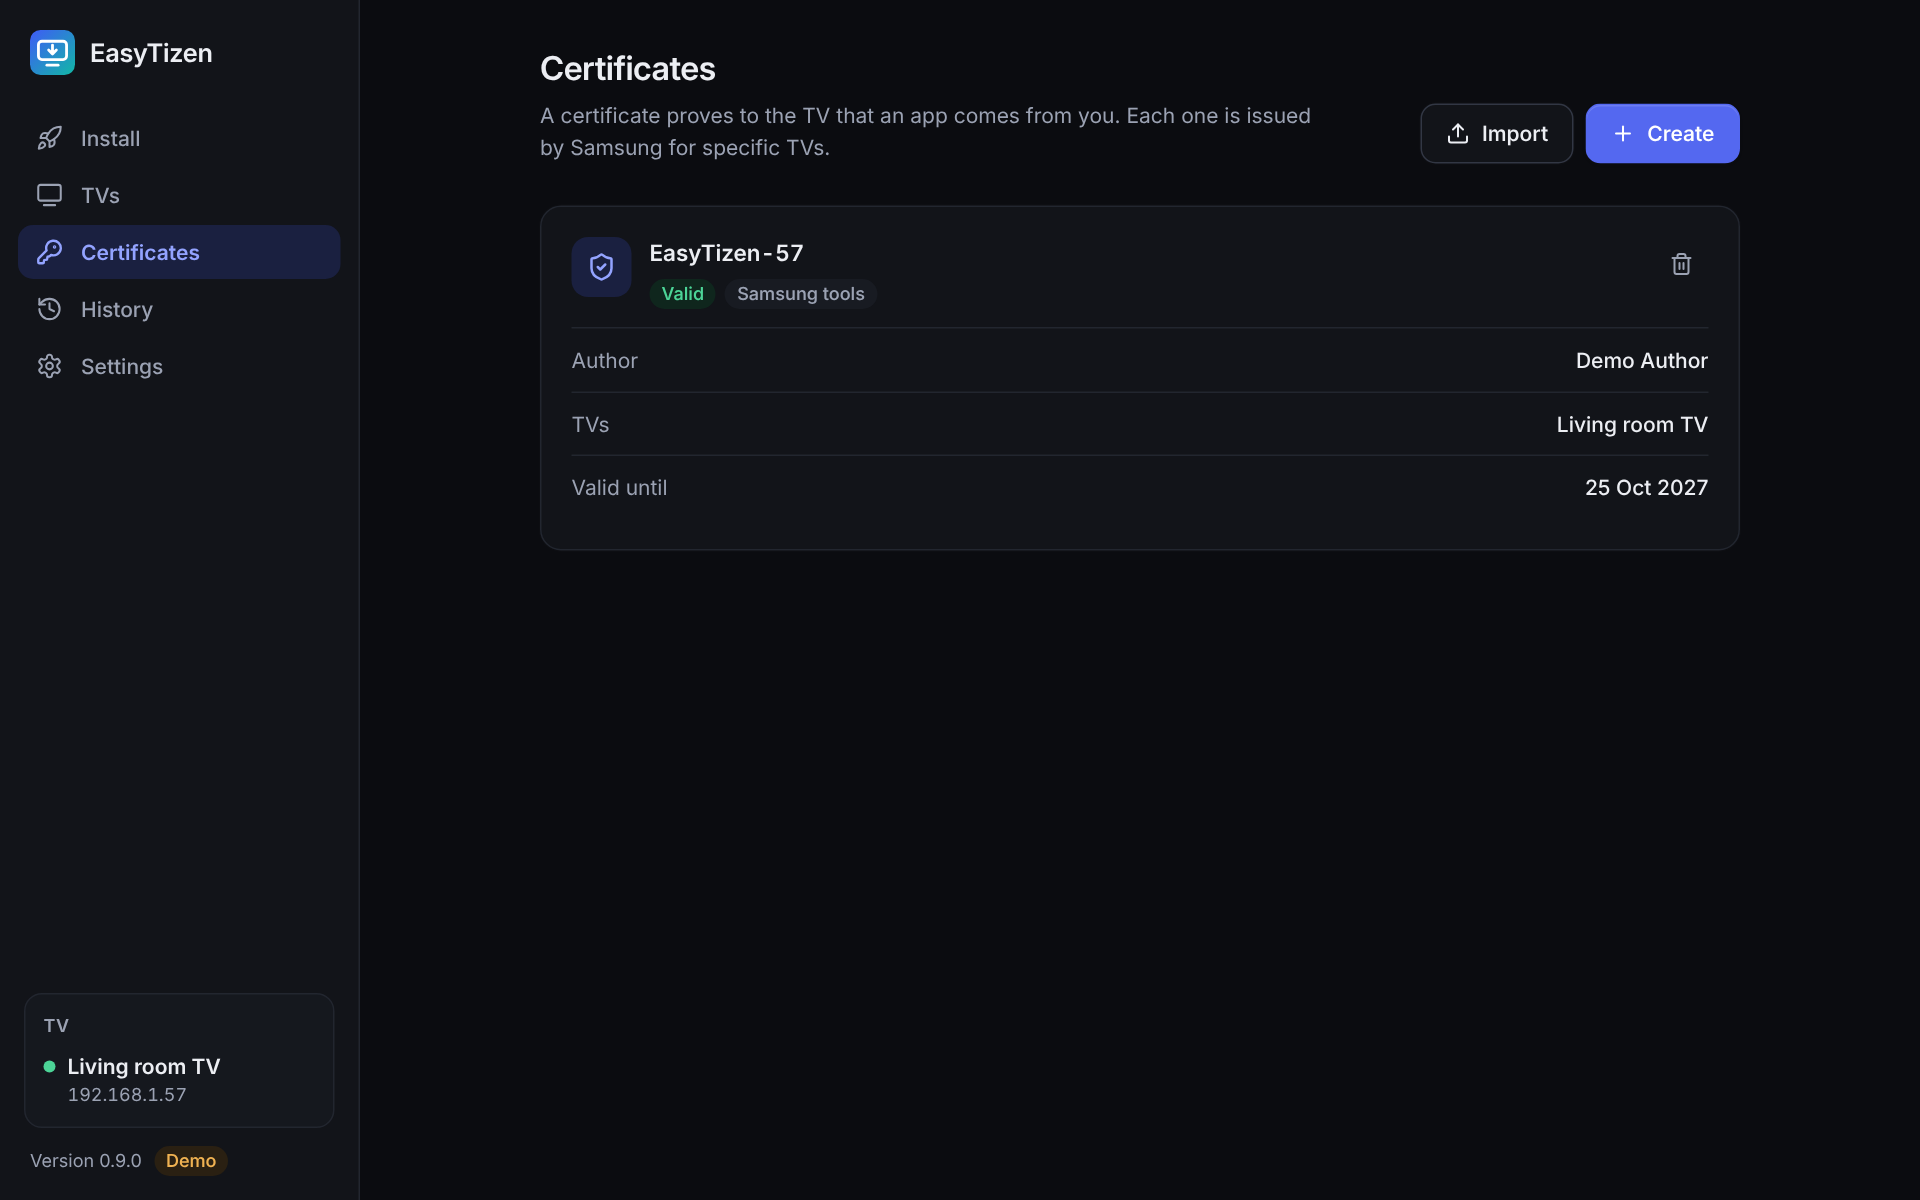 EasyTizen
Install
TVs
Certificates
History
Settings
TV
Living room TV
192.168.1.57
Version 0.9.0 Demo
Certificates
A certificate proves to the TV that an app comes from you. Each one is issued
by Samsung for specific TVs.
Import
Create
EasyTizen-57
Valid Samsung tools
Author Demo Author
TVs Living room TV
Valid until 25 Oct 2027